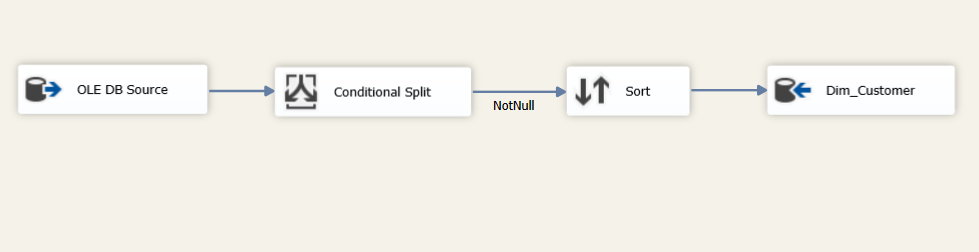 OLE DB Source
Conditional Split
NotNull
Sort
Dim_Customer